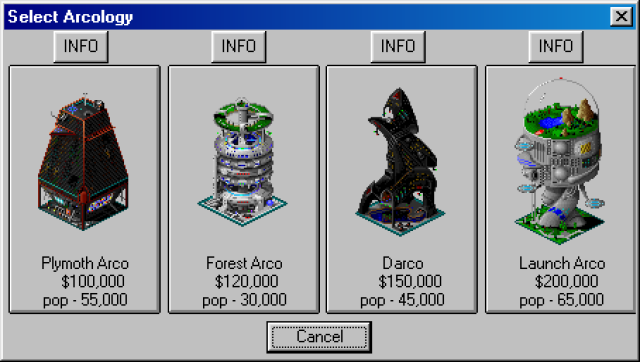 Select Arcology
INFO
INFO
INFO
INFO
Plymoth Arco
$100,000
pop - 55,000
Forest Arco
$120,000
pop - 30,000
Darco
$150,000
pop - 45,000
Launch Arco
$200,000
pop - 65,000
Cancel